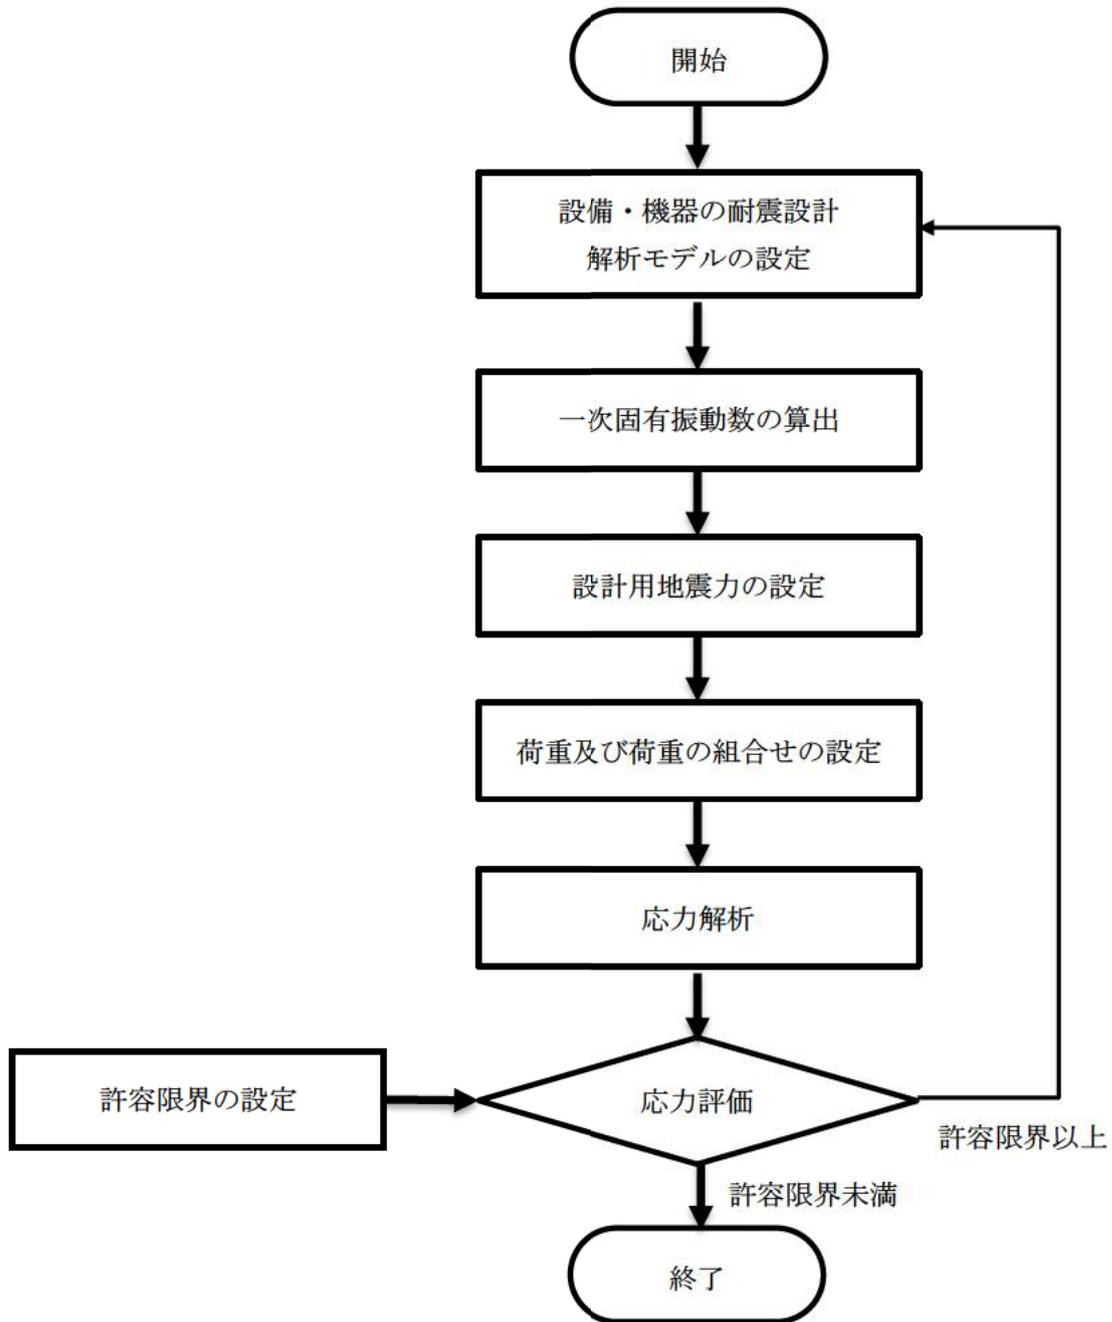 開始
設備・機器の耐震設計
解析モデルの設定
一次固有振動数の算出
設計用地震力の設定
荷重及び荷重の組合せの設定
応力解析
許容限界の設定
応力評価
許容限界以上
許容限界未満
終了